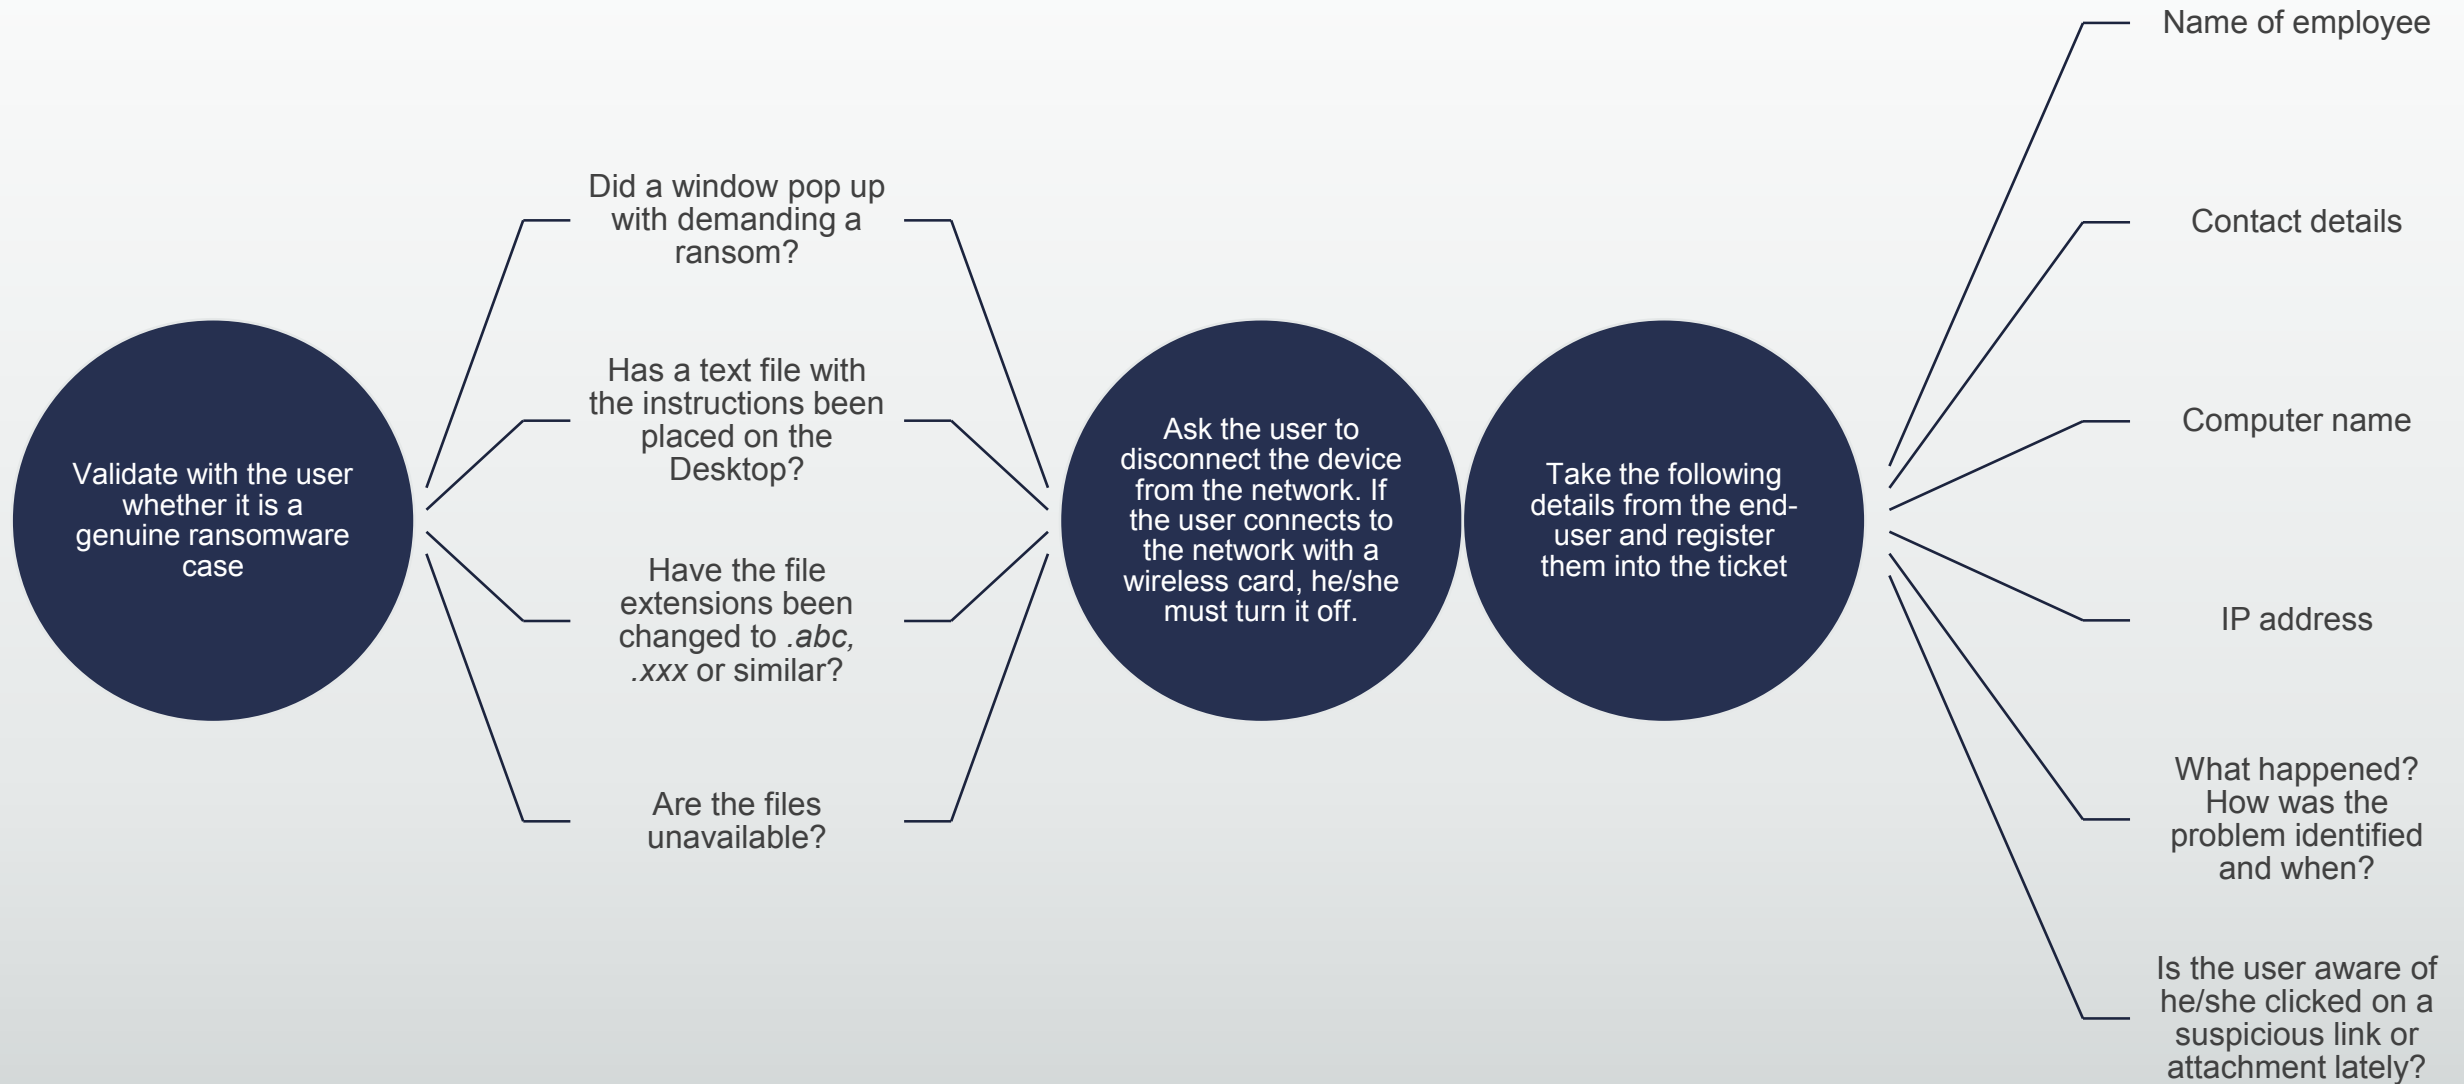 Validate with the user
whether it is a
genuine ransomware
case
Did a window pop up
with demanding a
ransom?
Has a text file with
the instructions been
placed on the
Desktop?
Have the file
extensions been
changed to .abc,
.xxx or similar?
Are the files
unavailable?
Ask the user to
disconnect the device
from the network. If
the user connects to
the network with a
wireless card, he/she
must turn it off.
Take the following
details from the end-
user and register
them into the ticket
Name of employee
Contact details
Computer name
IP address
What happened?
How was the
problem identified
and when?
Is the user aware of
he/she clicked on a
suspicious link or
attachment lately?